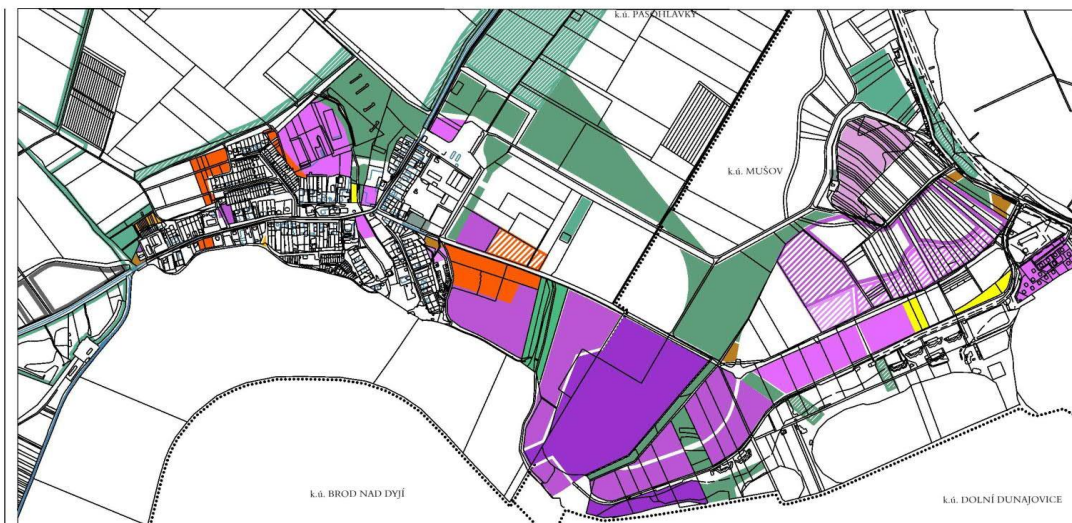 k.ú. PASOHLÁVKY
k.ú. MUŠOV
k.ú. BROD NAD DYJÍ
k.ú. DOLNÍ DUNAJOVICE